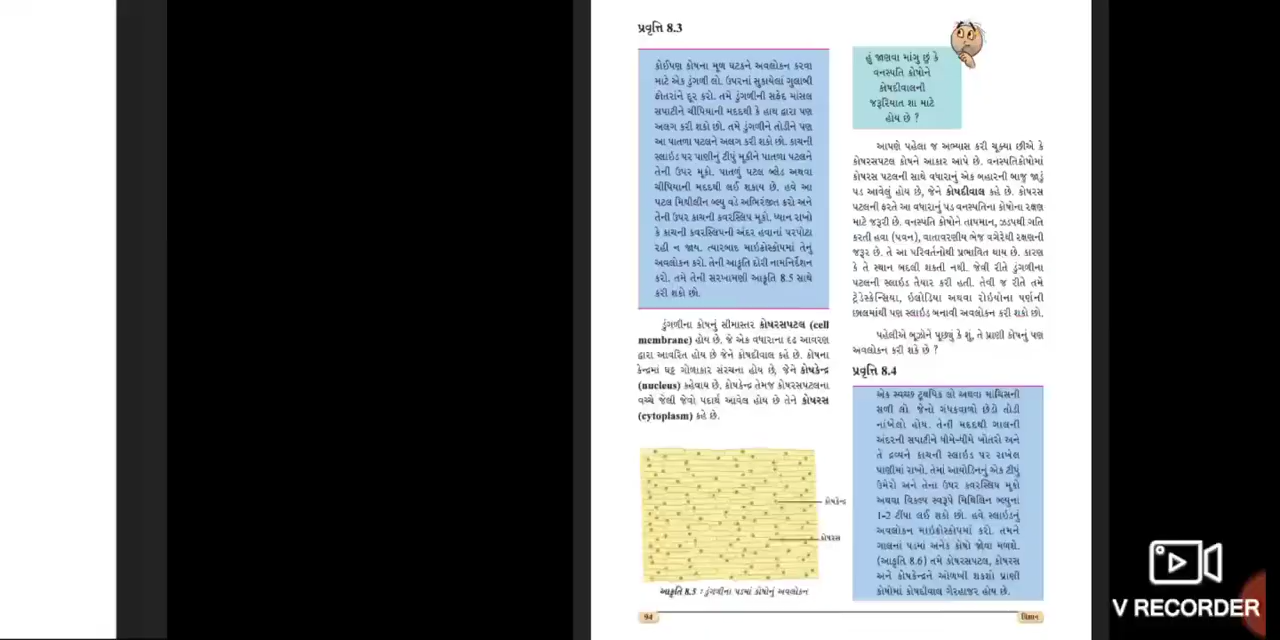 પ્રવૃત્તિ 8.3
કોઈપણ કોષના મૂળ ઘટકને અવલોકન કરવા
માટે એક ડુંગળી લો. ઉપરનાં સુકાયેલાં ગુલાબી
ફોતરાંને દૂર કરો. તમે ડુંગળીની સફેદ માંસલ
સપાટીને ચીપિયાની મદદથી કે હાથ દ્વારા પણ
અલગ કરી શકો છો. તમે ડુંગળીને તોડીને પણ
આ પાતળા પટલને અલગ કરી શકો છો. કાચની
સ્લાઇડ પર પાણીનું ટીપું મૂકીને પાતળા પટલને
તેની ઉપર મૂકો. પાતળું પટલ બ્લેડ અથવા
ચીપિયાની મદદથી લઈ શકાય છે. હવે આ
પટલ મિથીલીન બ્લ્યુ વડે અભિરંજીત કરો અને
તેની ઉપર કાચની કવરસ્લિપ મૂકો. ધ્યાન રાખો
કે કાચની કવરસ્લિપની અંદર હવાનાં પરપોટા
રહી ન જાય. ત્યારબાદ માઇક્રોસ્કોપમાં તેનું
અવલોકન કરો. તેની આકૃતિ દોરી નામનિર્દેશન
કરો. તમે તેની સરખામણી આકૃતિ 8.5 સાથે
કરી શકો છો.
ડુંગળીના કોષનું સીમાસ્તર કોષરસપટલ (cell
membrane) હોય છે. જે એક વધારાના દૃઢ આવરણ
દ્વારા આવરિત હોય છે જેને કોષદીવાલ કહે છે. કોષના
કેન્દ્રમાં ઘટ્ટ ગોળાકાર સંરચના હોય છે, જેને કોષકેન્દ્ર
(nucleus) કહેવાય છે. કોષકેન્દ્ર તેમજ કોષરસપટલના
વચ્ચે જેલી જેવો પદાર્થ આવેલ હોય છે તેને કોષરસ
(cytoplasm) કહે છે.
કોષકેન્દ્ર
કોષરસ
આકૃતિ 8.5 : ડુંગળીના પડમાં કોષોનું અવલોકન
હું જાણવા માંગુ છું કે
વનસ્પતિ કોષોને
કોષદીવાલની
જરૂરિયાત શા માટે
હોય છે ?
આપણે પહેલા જ અભ્યાસ કરી ચૂક્યા છીએ કે
કોષરસપટલ કોષને આકાર આપે છે. વનસ્પતિકોષોમાં
કોષરસ પટલની સાથે વધારાનું એક બહારની બાજુ જાડું
પડ આવેલું હોય છે, જેને કોષદીવાલ કહે છે. કોષરસ
પટલની ફરતે આ વધારાનું પડ વનસ્પતિના કોષોના રક્ષણ
માટે જરૂરી છે. વનસ્પતિ કોષોને તાપમાન, ઝડપથી ગતિ
કરતી હવા (પવન), વાતાવરણીય ભેજ વગેરેથી રક્ષણની
જરૂર છે. તે આ પરિવર્તનોથી પ્રભાવિત થાય છે. કારણ
કે તે સ્થાન બદલી શકતી નથી. જેવી રીતે ડુંગળીના
પટલની સ્લાઇડ તૈયાર કરી હતી. તેવી જ રીતે તમે
ટ્રેડેસ્કેન્સિયા, ઇલોડિયા અથવા રોઇયોના પર્ણની
છાલમાંથી પણ સ્લાઇડ બનાવી અવલોકન કરી શકો છો.
પહેલીએ બૂઝોને પૂછ્યું કે શું, તે પ્રાણી કોષનું પણ
અવલોકન કરી શકે છે ?
પ્રવૃત્તિ 8.4
એક સ્વચ્છ ટૂથપિક લો અથવા માચિસની
સળી લો. જેનો ગંધકવાળો છેડો તોડી
નાંખેલો હોય. તેની મદદથી ગાલની
અંદરની સપાટીને ધીમે-ધીમે ખોતરો અને
તે દ્રવ્યને કાચની સ્લાઇડ પર રાખેલ
પાણીમાં રાખો. તેમાં આયોડિનનું એક ટીપું
ઉમેરો અને તેના ઉપર કવરસ્લિપ મૂકો
અથવા વિકલ્પ સ્વરૂપે મિથિલિન બ્લ્યુના
1-2 ટીંપા લઈ શકો છો. હવે સ્લાઇડનું
અવલોકન માઇક્રોસ્કોપમાં કરો. તમને
ગાલનાં પડમાં અનેક કોષો જોવા મળશે.
(આકૃતિ 8.6) તમે કોષરસપટલ, કોષરસ
અને કોષકેન્દ્રને ઓળખી શકશો પ્રાણી
કોષોમાં કોષદીવાલ ગેરહાજર હોય છે.
94
વિજ્ઞાન
V RECORDER